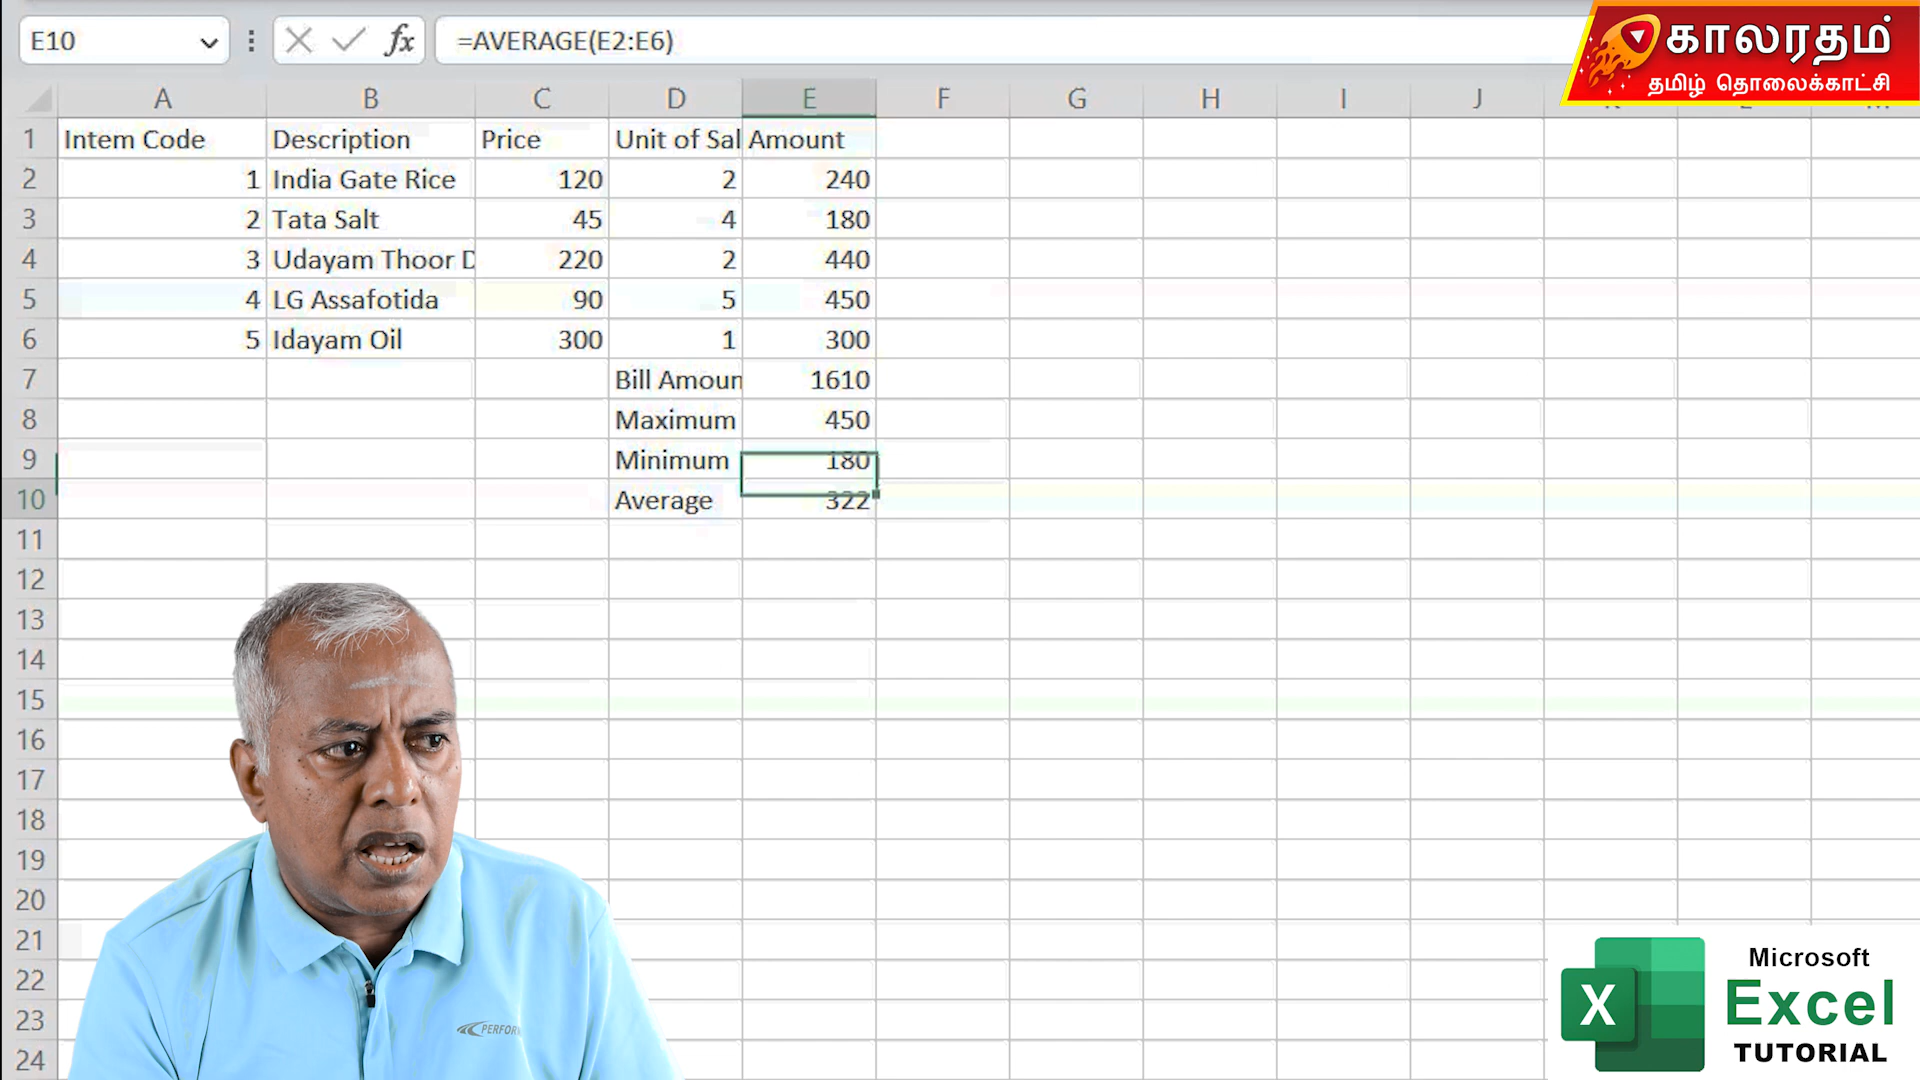 E10 fx =AVERAGE(E2:E6)
காலரதம்
தமிழ் தொலைக்காட்சி
A B C D E F G H I J
1 Intem Code Description Price Unit of Sal Amount
2 1 India Gate Rice 120 2 240
3 2 Tata Salt 45 4 180
4 3 Udayam Thoor D 220 2 440
5 4 LG Assafotida 90 5 450
6 5 Idayam Oil 300 1 300
7 Bill Amoun 1610
8 Maximum 450
9 Minimum 180
10 Average 322
11
12
13
14
15
16
17
18
19
20
21
22
23
24
PERFOR
X
Microsoft
Excel
TUTORIAL